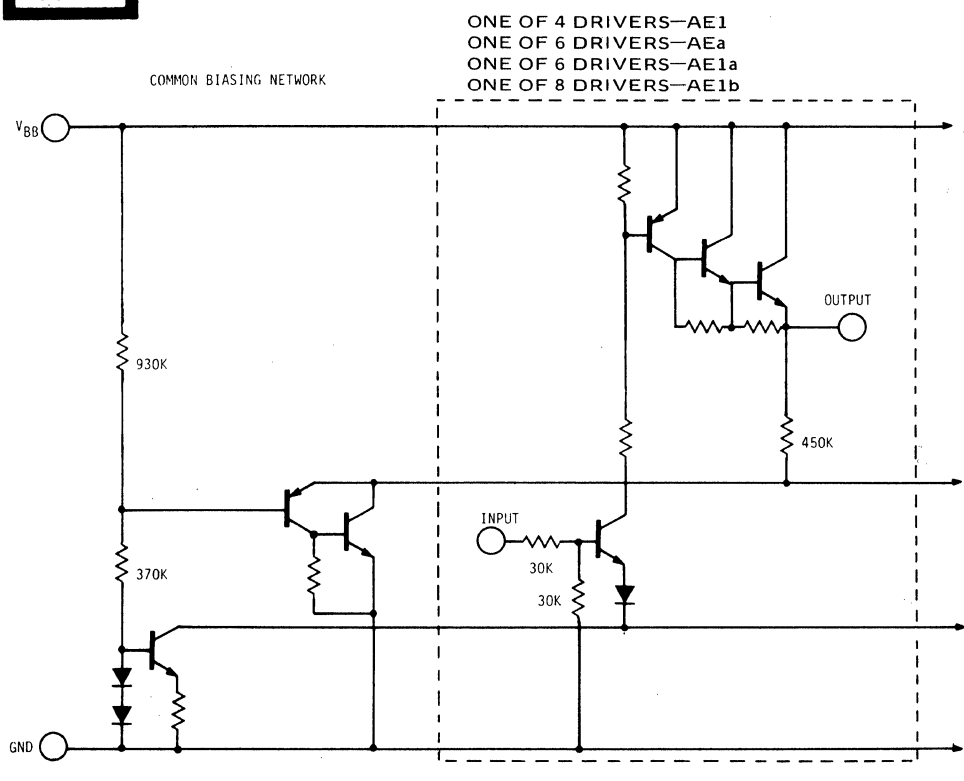 ONE OF 4 DRIVERS—AE1
ONE OF 6 DRIVERS—AEa
ONE OF 6 DRIVERS—AE1a
ONE OF 8 DRIVERS—AE1b
COMMON BIASING NETWORK
VBB
OUTPUT
930K
450K
INPUT
30K
370K
30K
GND